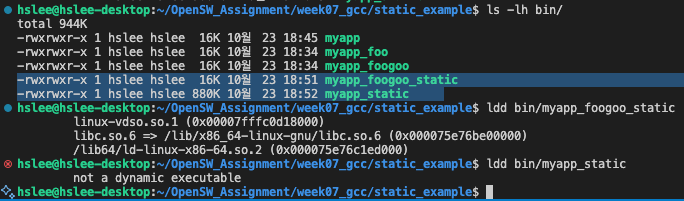 hslee@hslee-desktop:~/OpenSW_Assignment/week07_gcc/static_example$ ls -lh bin/
total 944K
-rwxrwxr-x 1 hslee hslee  16K 10월  23 18:45 myapp
-rwxrwxr-x 1 hslee hslee  16K 10월  23 18:34 myapp_foo
-rwxrwxr-x 1 hslee hslee  16K 10월  23 18:34 myapp_foogoo
-rwxrwxr-x 1 hslee hslee  16K 10월  23 18:51 myapp_foogoo_static
-rwxrwxr-x 1 hslee hslee 880K 10월  23 18:52 myapp_static
hslee@hslee-desktop:~/OpenSW_Assignment/week07_gcc/static_example$ ldd bin/myapp_foogoo_static
linux-vdso.so.1 (0x00007fffc0d18000)
libc.so.6 => /lib/x86_64-linux-gnu/libc.so.6 (0x000075e76be00000)
/lib64/ld-linux-x86-64.so.2 (0x000075e76c1ed000)
hslee@hslee-desktop:~/OpenSW_Assignment/week07_gcc/static_example$ ldd bin/myapp_static
not a dynamic executable
hslee@hslee-desktop:~/OpenSW_Assignment/week07_gcc/static_example$